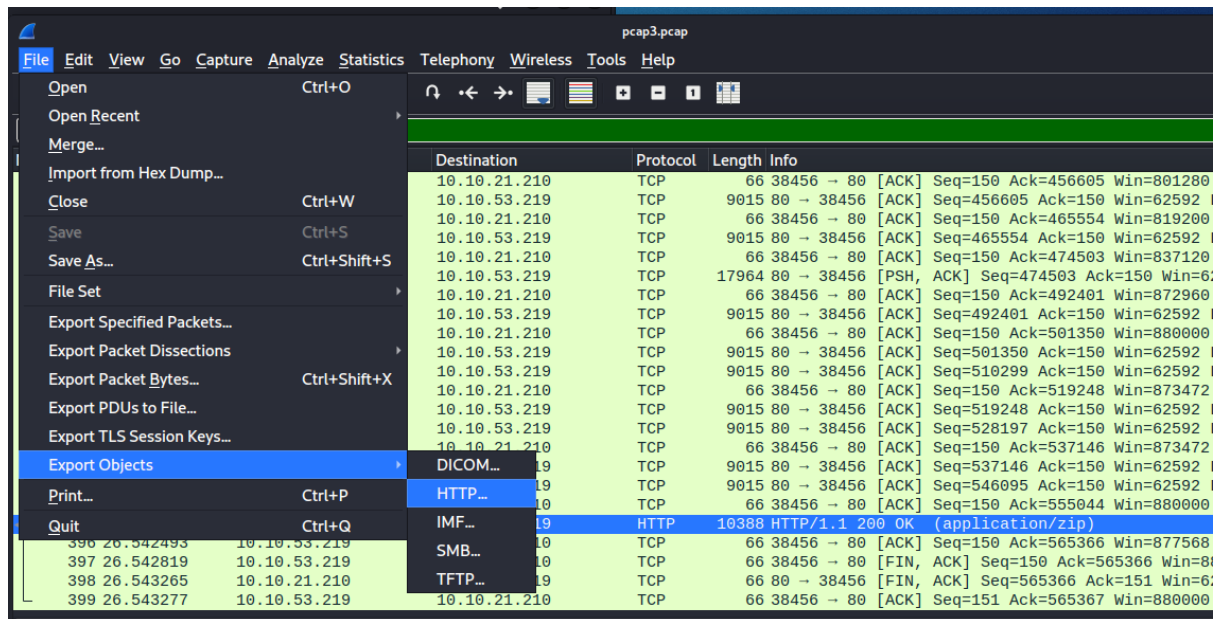 pcap3.pcap
File Edit View Go Capture Analyze Statistics Telephony Wireless Tools Help
Open Ctrl+O
Open Recent
Merge...
Import from Hex Dump...
Close Ctrl+W
Save Ctrl+S
Save As... Ctrl+Shift+S
File Set
Export Specified Packets...
Export Packet Dissections
Export Packet Bytes... Ctrl+Shift+X
Export PDUs to File...
Export TLS Session Keys...
Export Objects
Print... Ctrl+P
Quit Ctrl+Q
DICOM...
HTTP...
IMF...
SMB...
TFTP...
Destination Protocol Length Info
10.10.21.210 TCP 66 38456 → 80 [ACK] Seq=150 Ack=456605 Win=801280
10.10.53.219 TCP 9015 80 → 38456 [ACK] Seq=456605 Ack=150 Win=62592
10.10.21.210 TCP 66 38456 → 80 [ACK] Seq=150 Ack=465554 Win=819200
10.10.53.219 TCP 9015 80 → 38456 [ACK] Seq=465554 Ack=150 Win=62592
10.10.21.210 TCP 66 38456 → 80 [ACK] Seq=150 Ack=474503 Win=837120
10.10.53.219 TCP 17964 80 → 38456 [PSH, ACK] Seq=474503 Ack=150 Win=62
10.10.21.210 TCP 66 38456 → 80 [ACK] Seq=150 Ack=492401 Win=872960
10.10.53.219 TCP 9015 80 → 38456 [ACK] Seq=492401 Ack=150 Win=62592
10.10.21.210 TCP 66 38456 → 80 [ACK] Seq=150 Ack=501350 Win=880000
10.10.53.219 TCP 9015 80 → 38456 [ACK] Seq=501350 Ack=150 Win=62592
10.10.53.219 TCP 9015 80 → 38456 [ACK] Seq=510299 Ack=150 Win=62592
10.10.21.210 TCP 66 38456 → 80 [ACK] Seq=150 Ack=519248 Win=873472
10.10.53.219 TCP 9015 80 → 38456 [ACK] Seq=519248 Ack=150 Win=62592
10.10.53.219 TCP 9015 80 → 38456 [ACK] Seq=528197 Ack=150 Win=62592
10.10.21.210 TCP 66 38456 → 80 [ACK] Seq=150 Ack=537146 Win=873472
19 TCP 9015 80 → 38456 [ACK] Seq=537146 Ack=150 Win=62592
19 TCP 9015 80 → 38456 [ACK] Seq=546095 Ack=150 Win=62592
10 TCP 66 38456 → 80 [ACK] Seq=150 Ack=555044 Win=880000
19 HTTP 10388 HTTP/1.1 200 OK (application/zip)
396 26.542493 10.10.53.219 10 TCP 66 38456 → 80 [ACK] Seq=150 Ack=565366 Win=877568
397 26.542819 10.10.53.219 10 TCP 66 38456 → 80 [FIN, ACK] Seq=150 Ack=565366 Win=88
398 26.543265 10.10.21.210 19 TCP 66 80 → 38456 [FIN, ACK] Seq=565366 Ack=151 Win=62
399 26.543277 10.10.53.219 10.10.21.210 TCP 66 38456 → 80 [ACK] Seq=151 Ack=565367 Win=880000